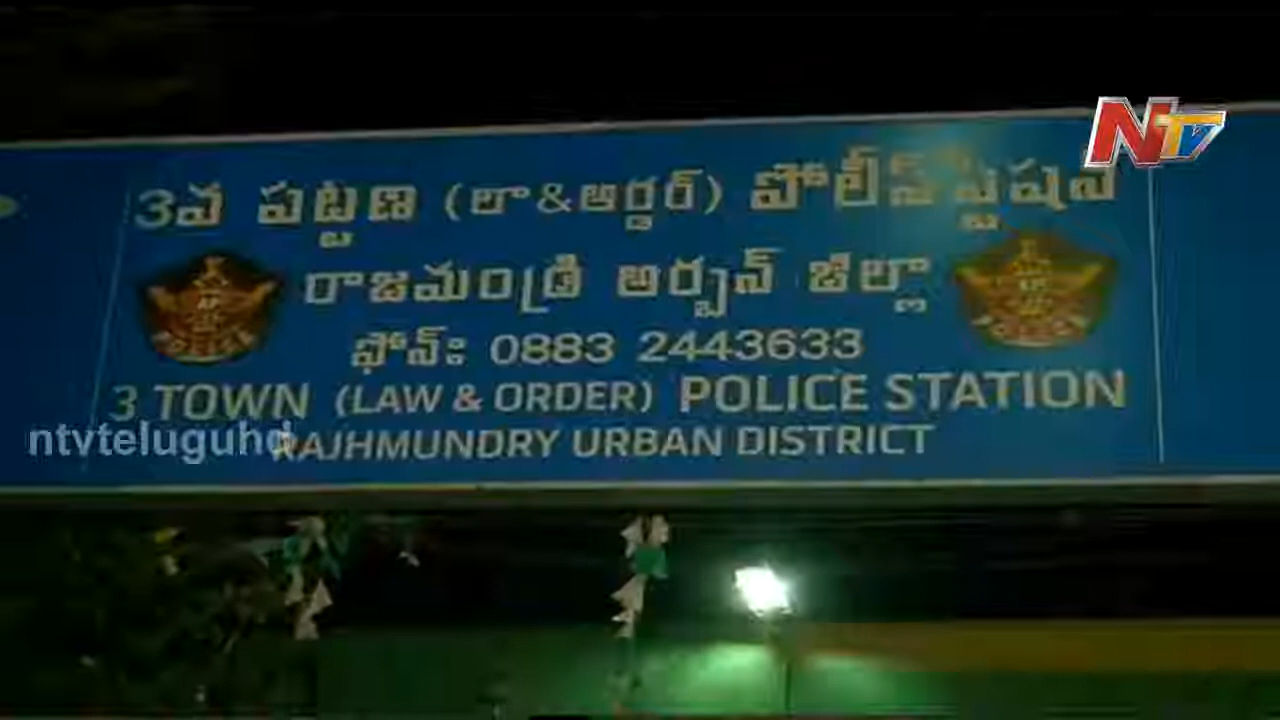 NTV
3వ పట్టణ (లా & ఆర్డర్) పోలీస్ స్టేషన్
రాజమండ్రి అర్బన్ జిల్లా
ఫోన్: 0883 2443633
3 TOWN (LAW & ORDER) POLICE STATION
ntvteluguhd
RAJHMUNDRY URBAN DISTRICT